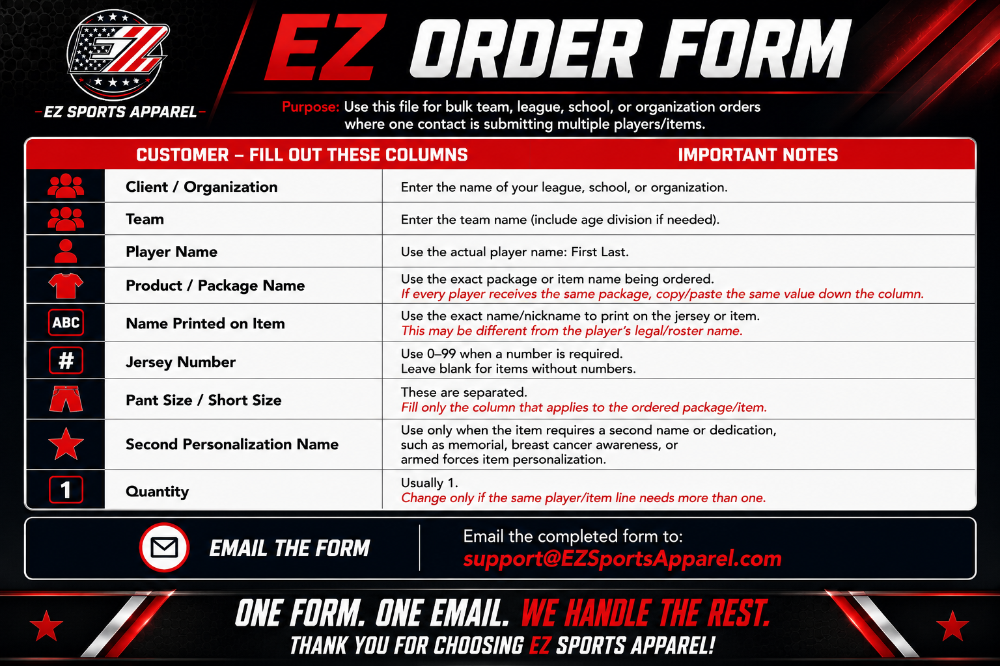 EZ
EZ SPORTS APPAREL
EZ ORDER FORM
Purpose: Use this file for bulk team, league, school, or organization orders
where one contact is submitting multiple players/items.
CUSTOMER – FILL OUT THESE COLUMNS
IMPORTANT NOTES
Client / Organization
Enter the name of your league, school, or organization.
Team
Enter the team name (include age division if needed).
Player Name
Use the actual player name: First Last.
Product / Package Name
Use the exact package or item name being ordered.
If every player receives the same package, copy/paste the same value down the column.
ABC
Name Printed on Item
Use the exact name/nickname to print on the jersey or item.
This may be different from the player's legal/roster name.
#
Jersey Number
Use 0–99 when a number is required.
Leave blank for items without numbers.
Pant Size / Short Size
These are separated.
Fill only the column that applies to the ordered package/item.
Second Personalization Name
Use only when the item requires a second name or dedication,
such as memorial, breast cancer awareness, or
armed forces item personalization.
1
Quantity
Usually 1.
Change only if the same player/item line needs more than one.
EMAIL THE FORM
Email the completed form to:
support@EZSportsApparel.com
ONE FORM. ONE EMAIL. WE HANDLE THE REST.
THANK YOU FOR CHOOSING EZ SPORTS APPAREL!